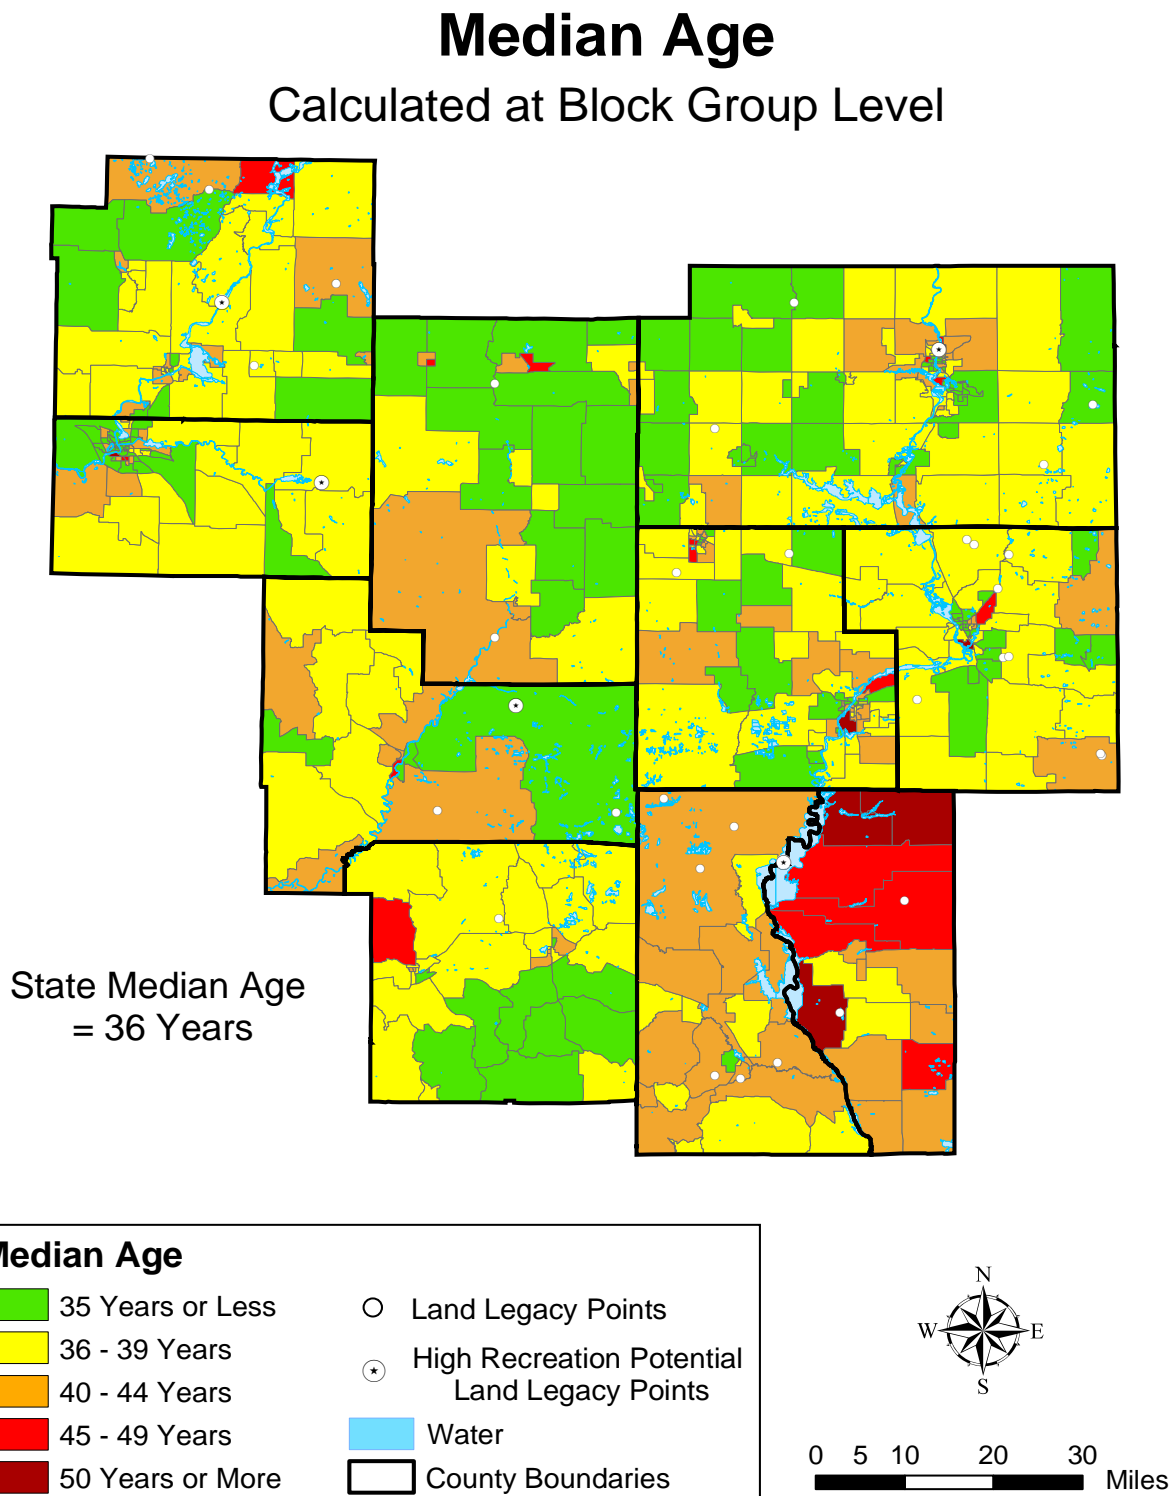 Median Age
Calculated at Block Group Level
State Median Age
= 36 Years
Median Age
35 Years or Less
36 - 39 Years
40 - 44 Years
45 - 49 Years
50 Years or More
Land Legacy Points
High Recreation Potential
Land Legacy Points
Water
County Boundaries
N
W E
S
0 5 10 20 30
Miles